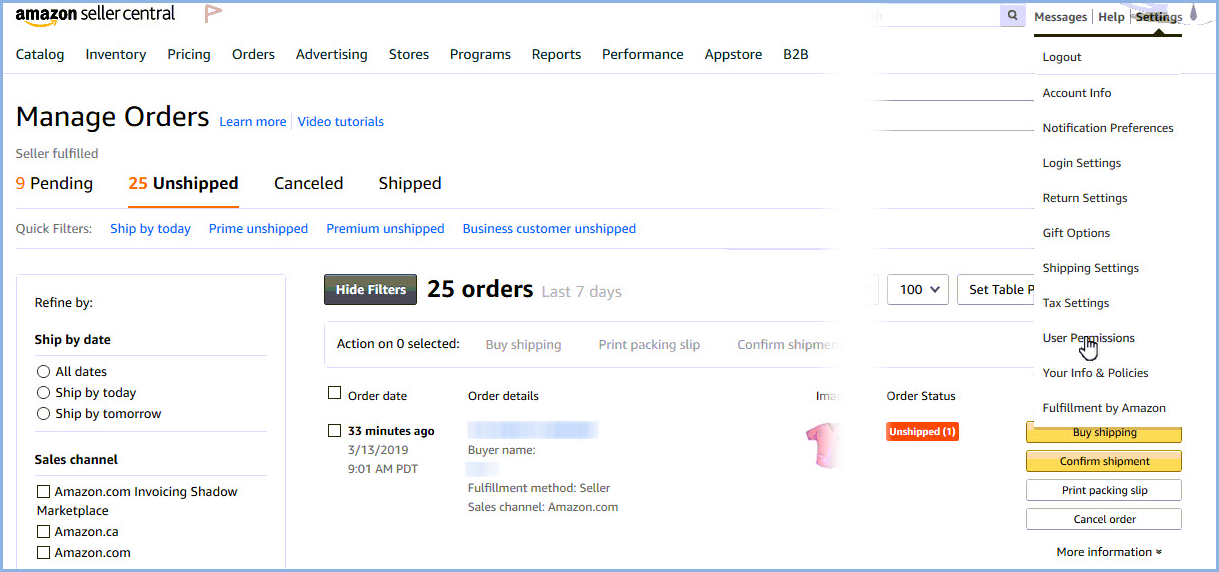 amazon seller central
Messages | Help | Settings
Catalog Inventory Pricing Orders Advertising Stores Programs Reports Performance Appstore B2B
Logout
Account Info
Notification Preferences
Login Settings
Return Settings
Gift Options
Shipping Settings
Tax Settings
User Permissions
Your Info & Policies
Fulfillment by Amazon
Manage Orders Learn more | Video tutorials
Seller fulfilled
9 Pending 25 Unshipped Canceled Shipped
Quick Filters: Ship by today Prime unshipped Premium unshipped Business customer unshipped
Refine by:
Ship by date
All dates
Ship by today
Ship by tomorrow
Sales channel
Amazon.com Invoicing Shadow
Marketplace
Amazon.ca
Amazon.com
Hide Filters 25 orders Last 7 days 100 Set Table P
Action on 0 selected: Buy shipping Print packing slip Confirm shipmen
Order date Order details Imag Order Status
33 minutes ago
3/13/2019
9:01 AM PDT
Buyer name:
Fulfillment method: Seller
Sales channel: Amazon.com
Unshipped (1)
Buy shipping
Confirm shipment
Print packing slip
Cancel order
More information